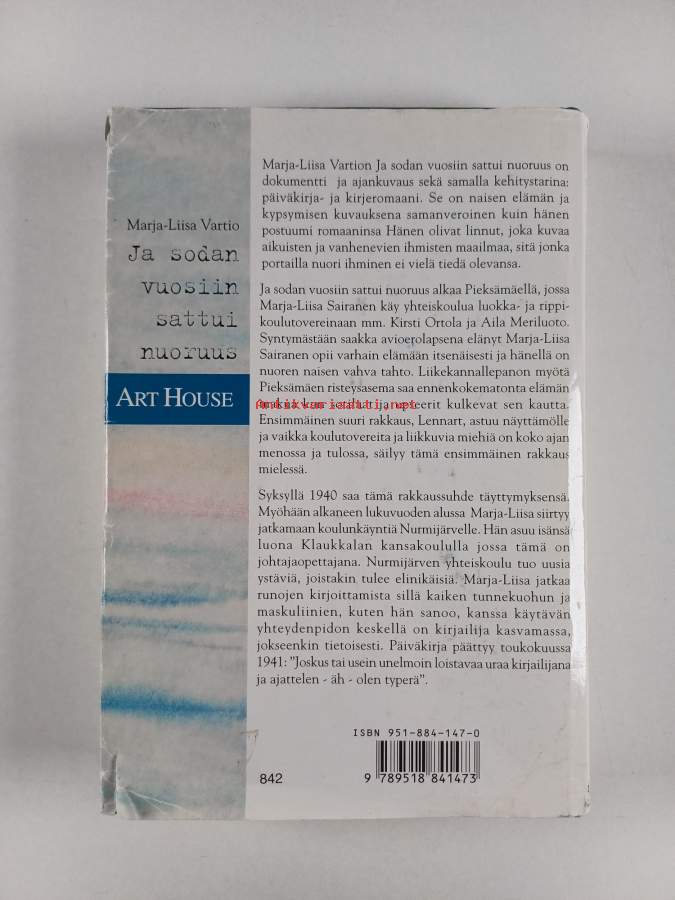 Marja-Liisa Vartio
Ja sodan
vuosiin
sattui
nuoruus
ART HOUSE
Marja-Liisa Vartion Ja sodan vuosiin sattui nuoruus on
dokumentti ja ajankuvaus sekä samalla kehitystarina:
päiväkirja- ja kirjeromaani. Se on naisen elämän ja
kypsymisen kuvauksena samanveroinen kuin hänen
postuumi romaaninsa Hänen olivat linnut, joka kuvaa
aikuisten ja vanhenevien ihmisten maailmaa, sitä jonka
portailla nuori ihminen ei vielä tiedä olevansa.
Ja sodan vuosiin sattui nuoruus alkaa Pieksämäellä, jossa
Marja-Liisa Sairanen käy yhteiskoulua luokka- ja rippi-
koulutovereinaan mm. Kirsti Ortola ja Aila Meriluoto.
Syntymästään saakka avioerolapsena elänyt Marja-Liisa
Sairanen opii varhain elämään itsenäisesti ja hänellä on
nuoren naisen vahva tahto. Liikekannallepanon myötä
Pieksämäen risteysasema saa ennenkokematonta elämän
makua kun sotilaat ja upseerit kulkevat sen kautta.
Antikvariaatti.net
Ensimmäinen suuri rakkaus, Lennart, astuu näyttämölle
ja vaikka koulutovereita ja liikkuvia miehiä on koko ajan
menossa ja tulossa, säilyy tämä ensimmäinen rakkaus
mielessä.
Syksyllä 1940 saa tämä rakkaussuhde täyttymyksensä.
Myöhään alkaneen lukuvuoden alussa Marja-Liisa siirtyy
jatkamaan koulunkäyntiä Nurmijärvelle. Hän asuu isänsä
luona Klaukkalan kansakoululla jossa tämä on
johtajaopettajana. Nurmijärven yhteiskoulu tuo uusia
ystäviä, joistakin tulee elinikäisiä. Marja-Liisa jatkaa
runojen kirjoittamista sillä kaiken tunnekuohun ja
maskuliinien, kuten hän sanoo, kanssa käytävän
yhteydenpidon keskellä on kirjailija kasvamassa,
jokseenkin tietoisesti. Päiväkirja päättyy toukokuussa
1941: "Joskus tai usein unelmoin loistavaa uraa kirjailijana
ja ajattelen - äh - olen typerä".
ISBN 951-884-147-0
842
9 789518 841473